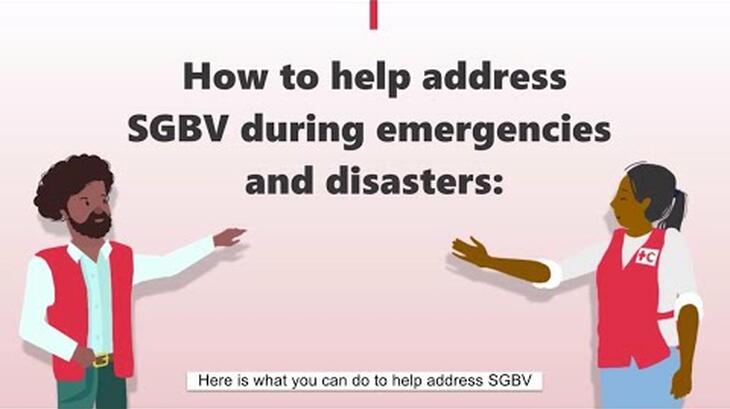 How to help address
SGBV during emergencies
and disasters:
Here is what you can do to help address SGBV